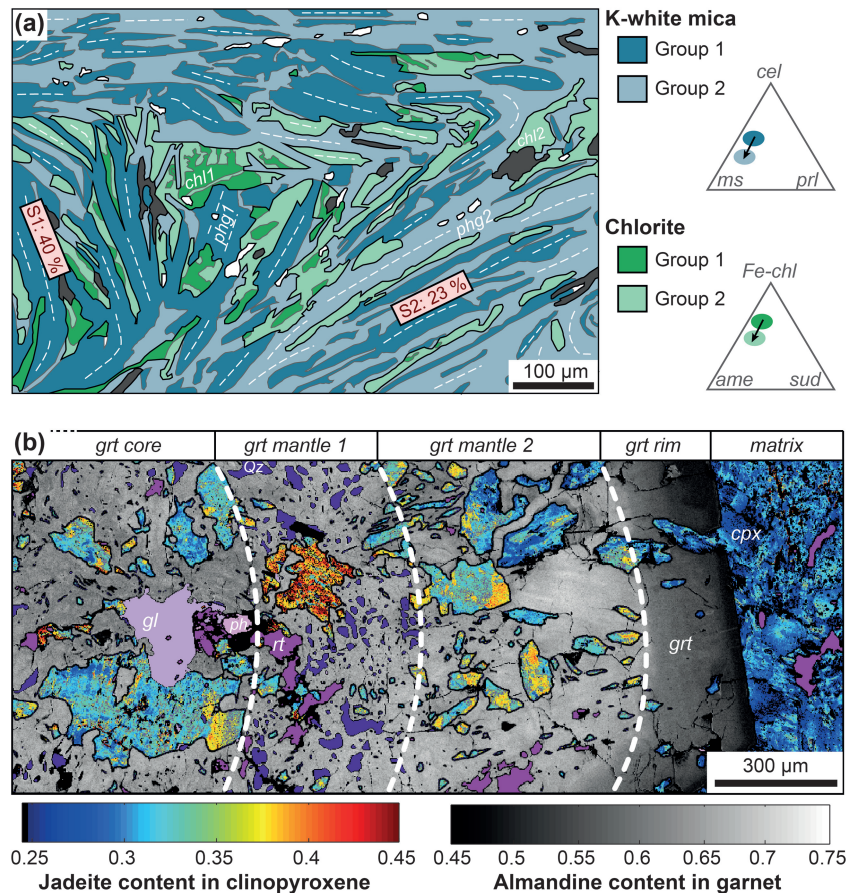 (a)
K-white mica
Group 1
Group 2
cel
ms
prl
Chlorite
Group 1
Group 2
Fe-chl
ame
sud
chl1
chl2
phg1
phg2
S1: 40 %
S2: 23 %
100 µm
(b)
grt core
grt mantle 1
grt mantle 2
grt rim
matrix
Qz
cpx
gl
ph
rt
grt
300 µm
0.25
0.3
0.35
0.4
0.45
Jadeite content in clinopyroxene
0.45
0.5
0.55
0.6
0.65
0.7
0.75
Almandine content in garnet